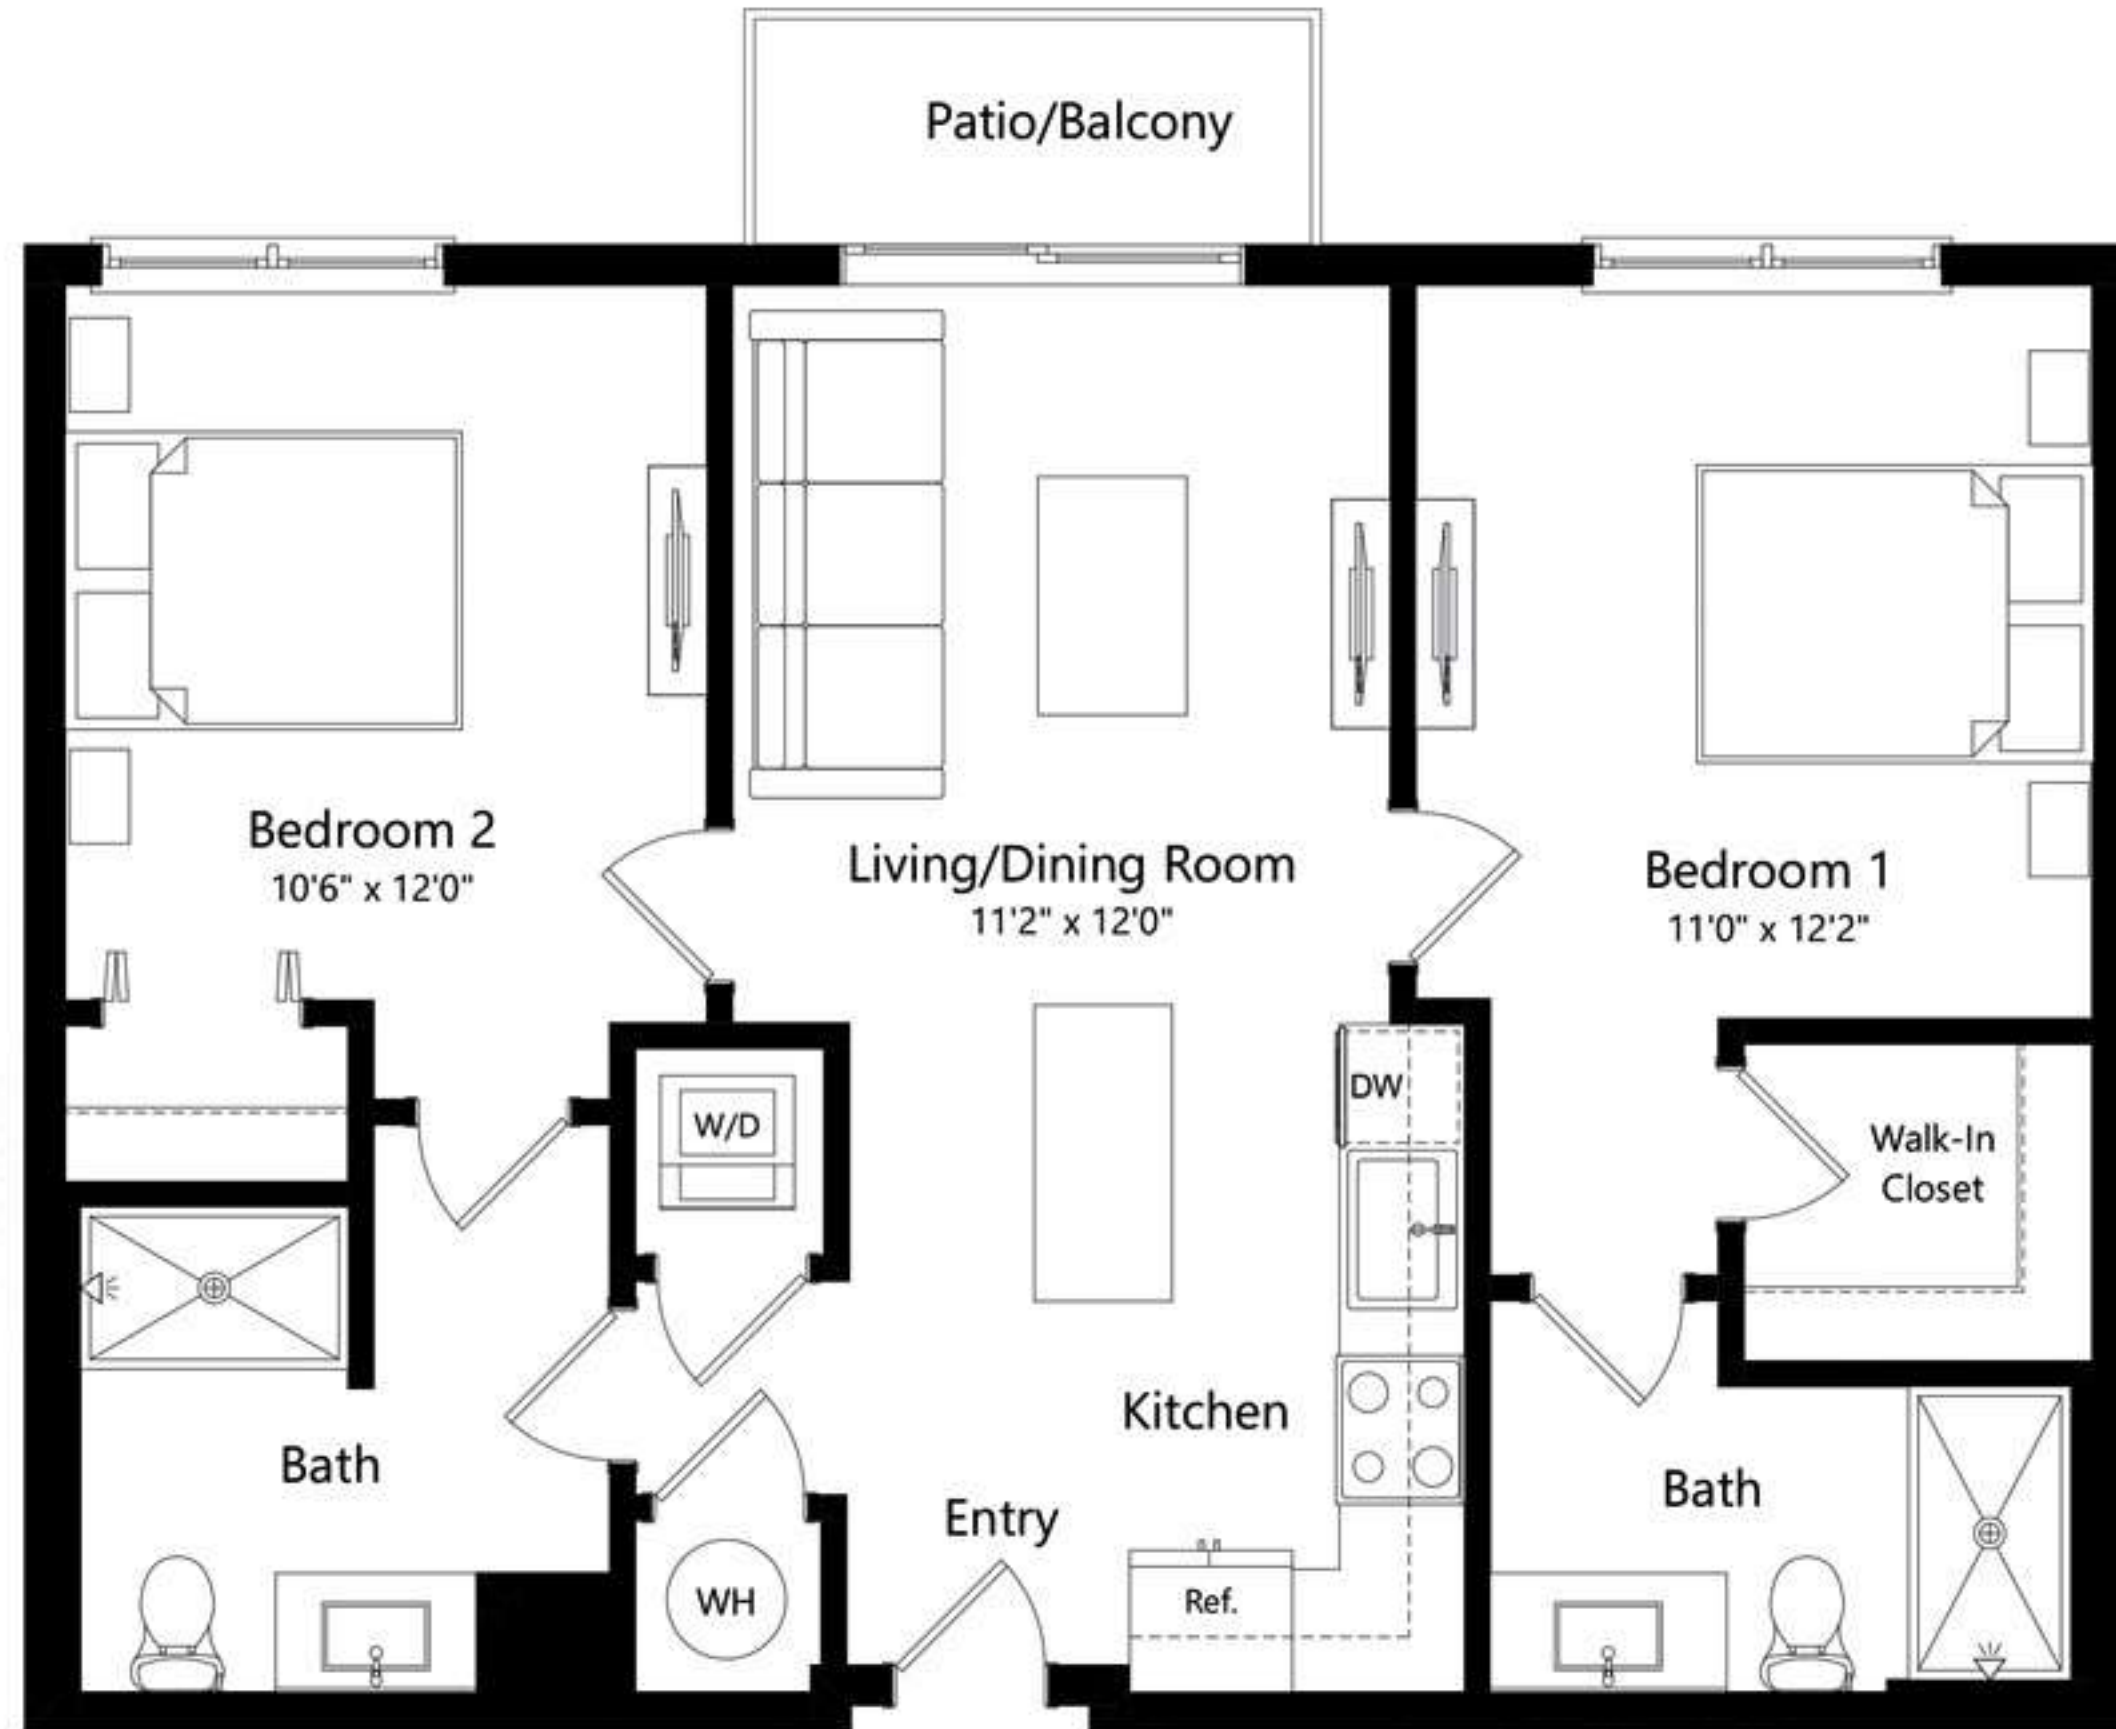 Patio/Balcony
Bedroom 2
10'6" x 12'0"
Living/Dining Room
11'2" x 12'0"
Bedroom 1
11'0" x 12'2"
W/D
DW
Walk-In
Closet
Kitchen
Bath
Entry
Bath
WH
Ref.